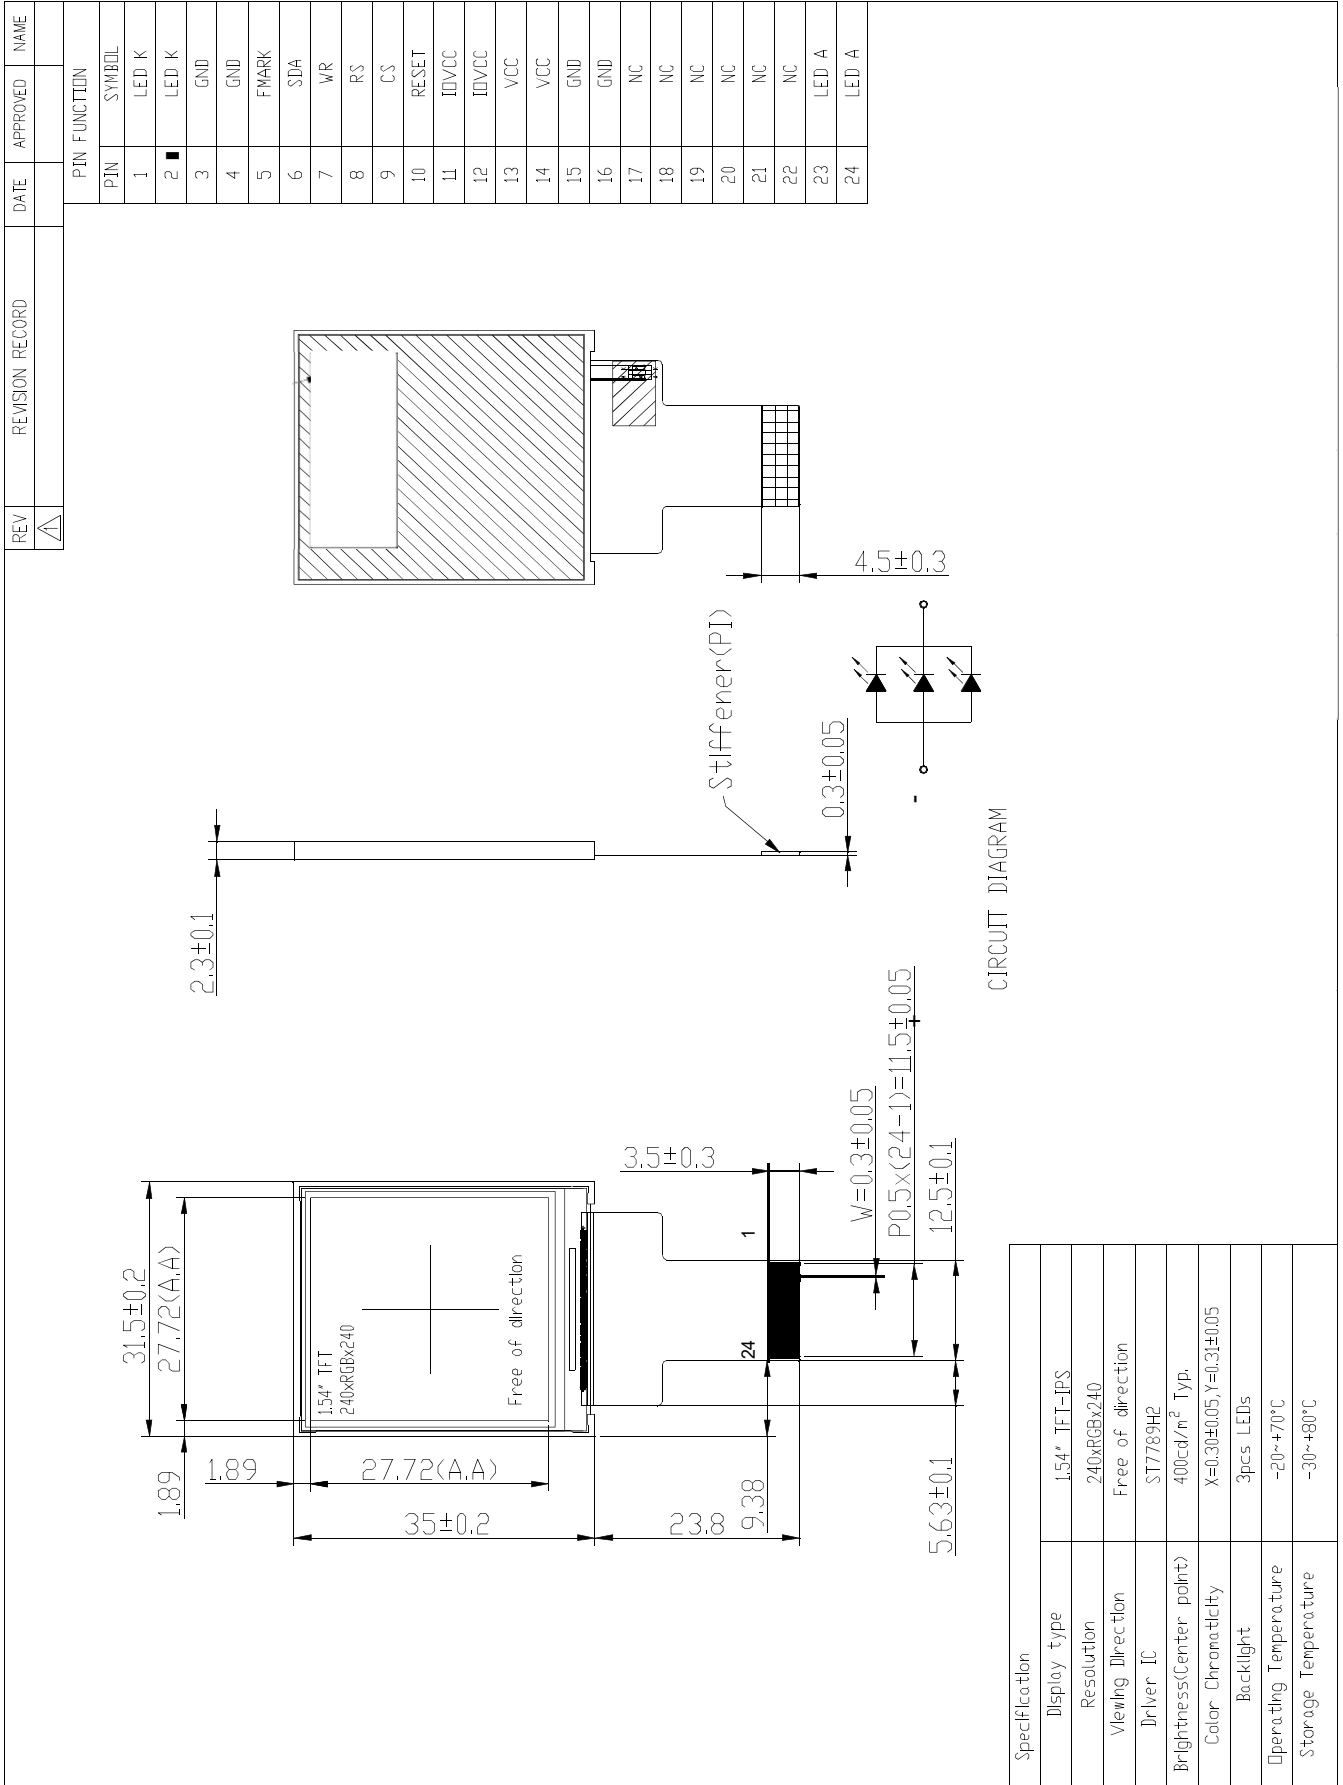 REV REVISION RECORD DATE APPROVED NAME
1
PIN FUNCTION
PIN SYMBOL
1 LED K
2 LED K
3 GND
4 GND
5 FMARK
6 SDA
7 WR
8 RS
9 CS
10 RESET
11 IOVCC
12 IOVCC
13 VCC
14 VCC
15 GND
16 GND
17 NC
18 NC
19 NC
20 NC
21 NC
22 NC
23 LED A
24 LED A
31.5±0.2
27.72(A.A)
1.89
1.89
27.72(A.A)
35±0.2
23.8
1.54" TFT
240xRGBx240
Free of direction
3.5±0.3
24 1
9.38
W=0.3±0.05
P0.5x(24-1)=11.5±0.05
+
12.5±0.1
5.63±0.1
2.3±0.1
Stiffener(PI)
0.3±0.05
4.5±0.3
-
CIRCUIT DIAGRAM
Specification
Display type 1.54" TFT-IPS
Resolution 240xRGBx240
Viewing Direction Free of direction
Driver IC ST7789H2
Brightness(Center point) 400cd/m² Typ.
Color Chromaticity X=0.30±0.05,Y=0.31±0.05
Backlight 3pcs LEDs
Operating Temperature -20~+70°C
Storage Temperature -30~+80°C